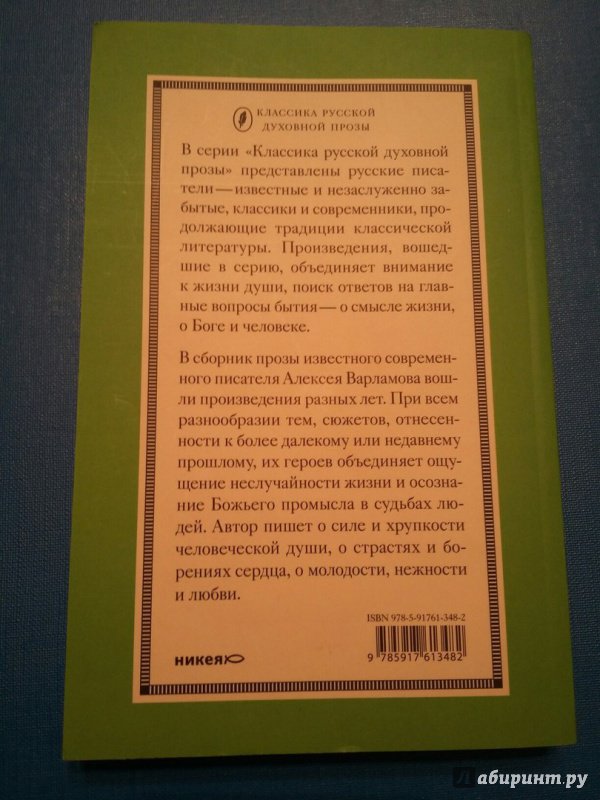 КЛАССИКА РУССКОЙ
ДУХОВНОЙ ПРОЗЫ
В серии «Классика русской духовной
прозы» представлены русские писа-
тели—известные и незаслуженно за-
бытые, классики и современники, про-
должающие традиции классической
литературы. Произведения, вошед-
шие в серию, объединяет внимание
к жизни души, поиск ответов на глав-
ные вопросы бытия—о смысле жизни,
о Боге и человеке.
В сборник прозы известного современ-
ного писателя Алексея Варламова вош-
ли произведения разных лет. При всем
разнообразии тем, сюжетов, отнесен-
ности к более далекому или недавнему
прошлому, их героев объединяет ощу-
щение неслучайности жизни и осозна-
ние Божьего промысла в судьбах лю-
дей. Автор пишет о силе и хрупкости
человеческой души, о страстях и бо-
рениях сердца, о молодости, нежности
и любви.
ISBN 978-5-91761-348-2
никея
9 785917 613482
Лабиринт.ру